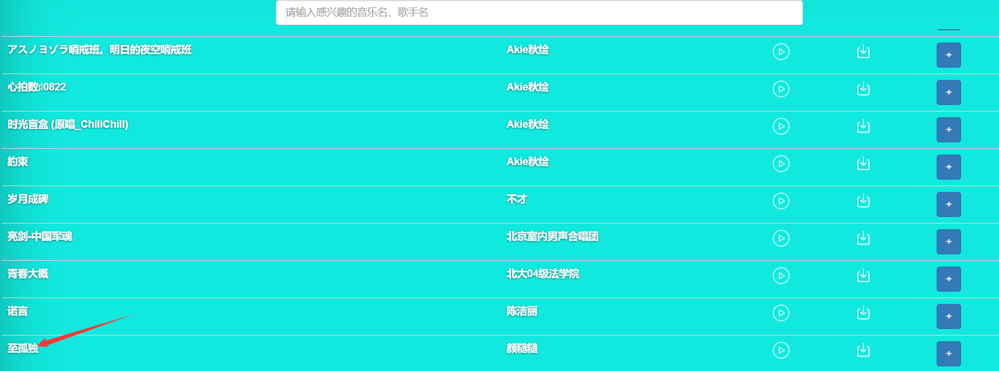 请输入感兴趣的音乐名、歌手名
アスノヨゾラ哨戒班。明日的夜空哨戒班 Akie秋绘 +
心拍数♯0822 Akie秋绘 +
时光盲盒 (原唱_ChiliChill) Akie秋绘 +
約束 Akie秋绘 +
岁月成碑 不才 +
亮剑-中国军魂 北京室内男声合唱团 +
青春大概 北大04级法学院 +
诺言 陈洁丽 +
至孤独 颜糙糙 +